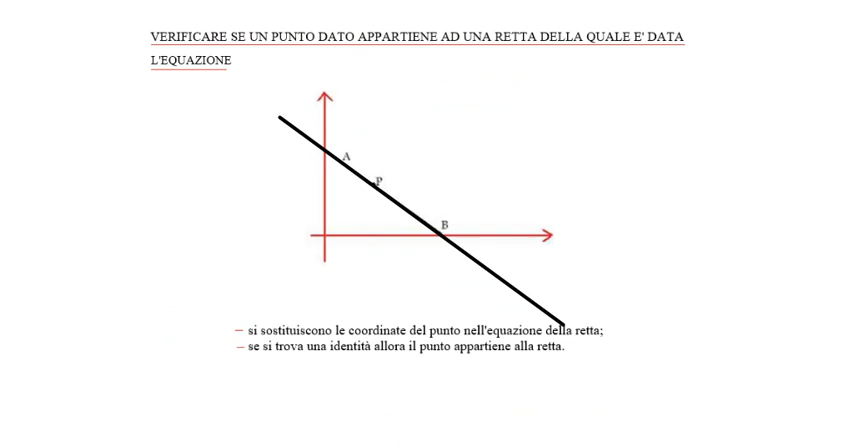 VERIFICARE SE UN PUNTO DATO APPARTIENE AD UNA RETTA DELLA QUALE E' DATA
L'EQUAZIONE
A
P
B
– si sostituiscono le coordinate del punto nell'equazione della retta;
– se si trova una identità allora il punto appartiene alla retta.